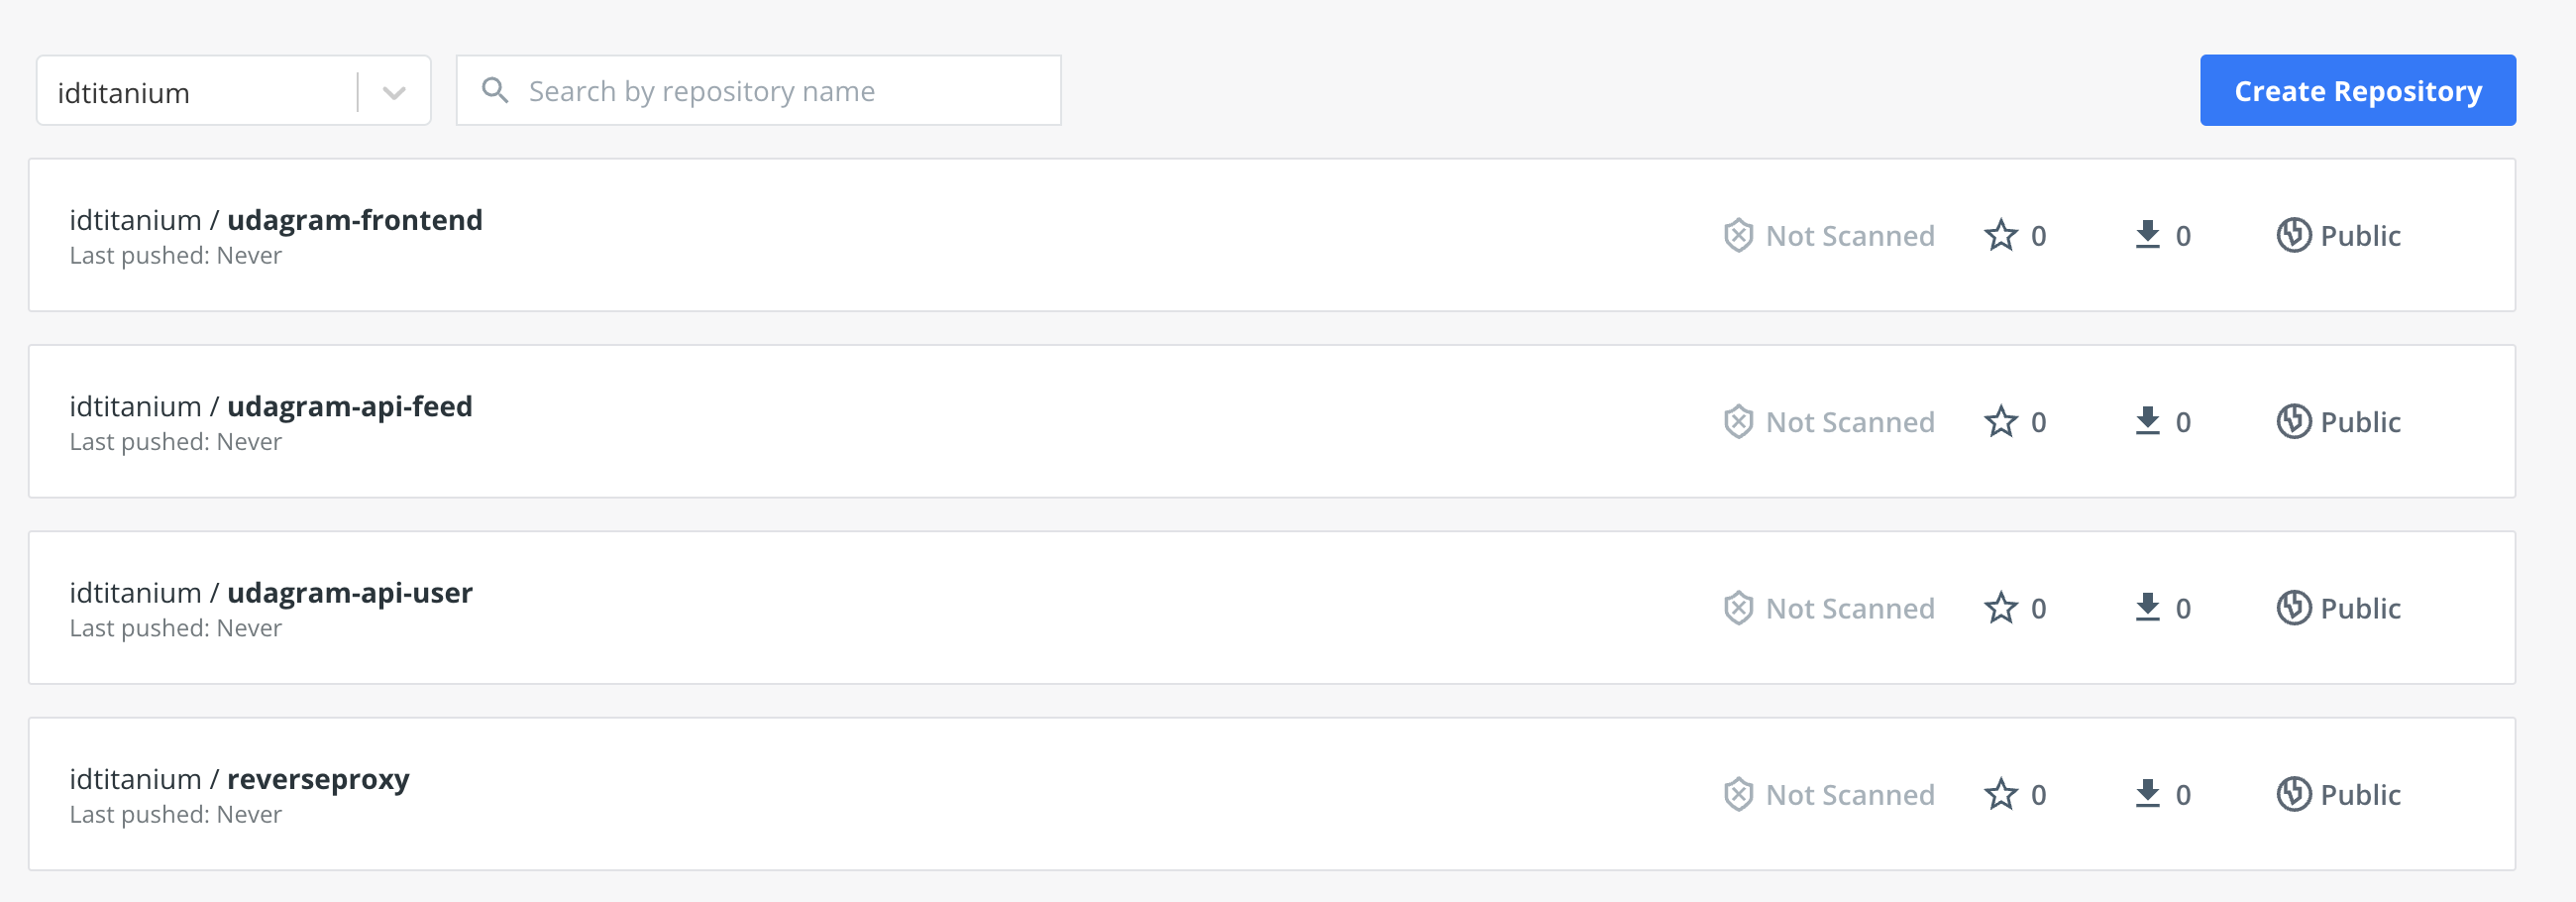 idtitanium
Search by repository name
Create Repository
idtitanium / udagram-frontend
Last pushed: Never
Not Scanned
0
0
Public
idtitanium / udagram-api-feed
Last pushed: Never
Not Scanned
0
0
Public
idtitanium / udagram-api-user
Last pushed: Never
Not Scanned
0
0
Public
idtitanium / reverseproxy
Last pushed: Never
Not Scanned
0
0
Public